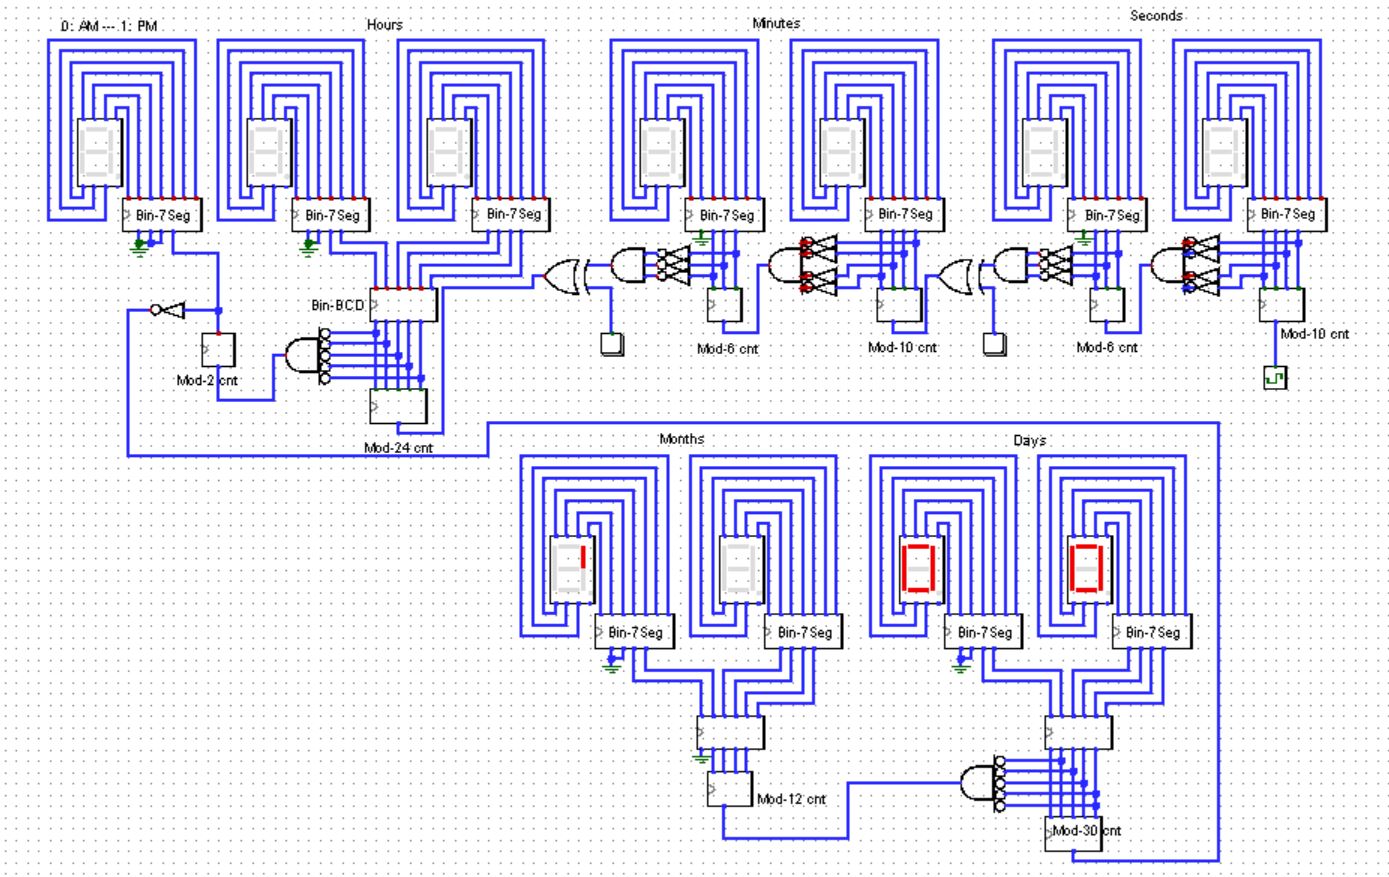 0: AM --- 1: PM
Hours
Minutes
Seconds
Bin-7Seg
Bin-7Seg
Bin-7Seg
Bin-7Seg
Bin-7Seg
Bin-7Seg
Bin-7Seg
Bin-BCD
Mod-2 cnt
Mod-24 cnt
Mod-6 cnt
Mod-10 cnt
Mod-6 cnt
Mod-10 cnt
Months
Days
Bin-7Seg
Bin-7Seg
Bin-7Seg
Bin-7Seg
Mod-12 cnt
Mod-30 cnt